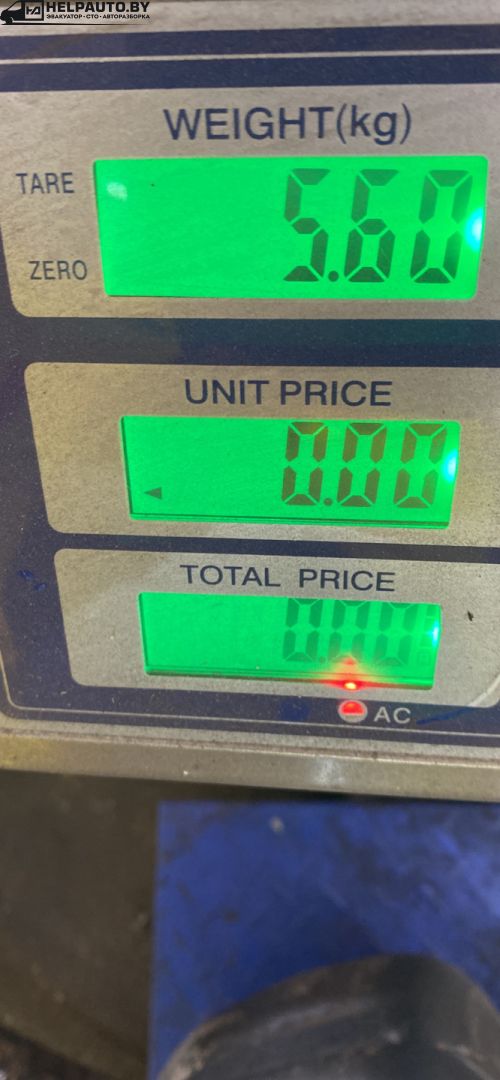 HELPAUTO.BY
ЭВАКУАТОР • СТО • АВТОРАЗБОРКА
WEIGHT(kg)
TARE
5.60
ZERO
UNIT PRICE
0.00
TOTAL PRICE
0.00
AC